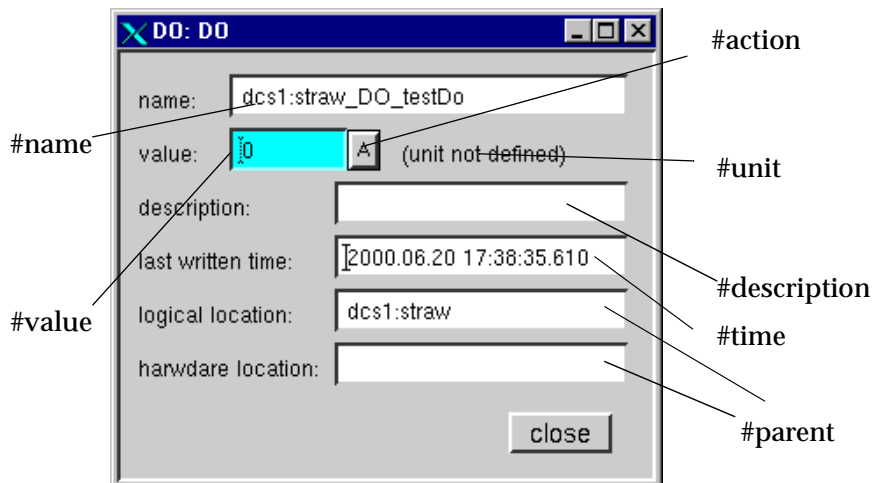 DO: DO
#action
name: dcs1:straw_DO_testDo
#name
value: 0 A (unit not defined)
#unit
description:
last written time: 2000.06.20 17:38:35.610
#description
#value
logical location: dcs1:straw
#time
harwdare location:
close
#parent